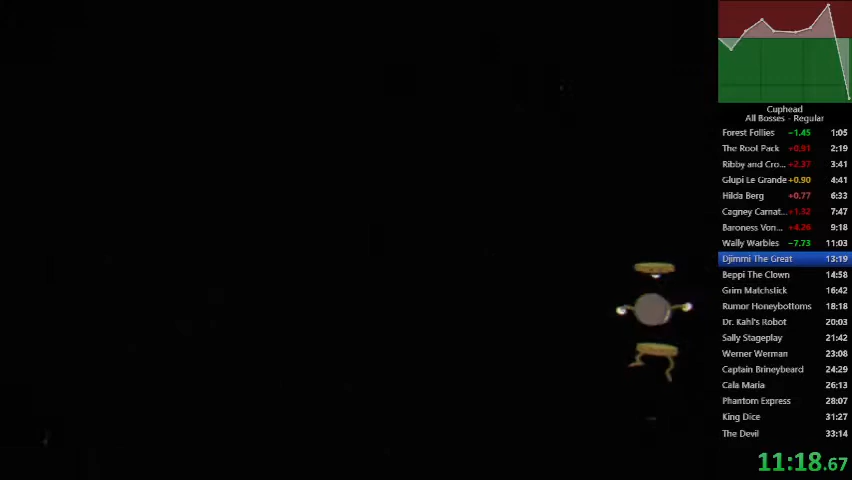 Cuphead
All Bosses - Regular
Forest Follies −1.45 1:05
The Root Pack +0.91 2:19
Ribby and Cro... +2.37 3:41
Glupi Le Grande +0.90 4:41
Hilda Berg +0.77 6:33
Cagney Carnat... +1.32 7:47
Baroness Von... +4.26 9:18
Wally Warbles −7.73 11:03
Djimmi The Great 13:19
Beppi The Clown 14:58
Grim Matchstick 16:42
Rumor Honeybottoms 18:18
Dr. Kahl's Robot 20:03
Sally Stageplay 21:42
Werner Werman 23:08
Captain Brineybeard 24:29
Cala Maria 26:13
Phantom Express 28:07
King Dice 31:27
The Devil 33:14
11:18.67